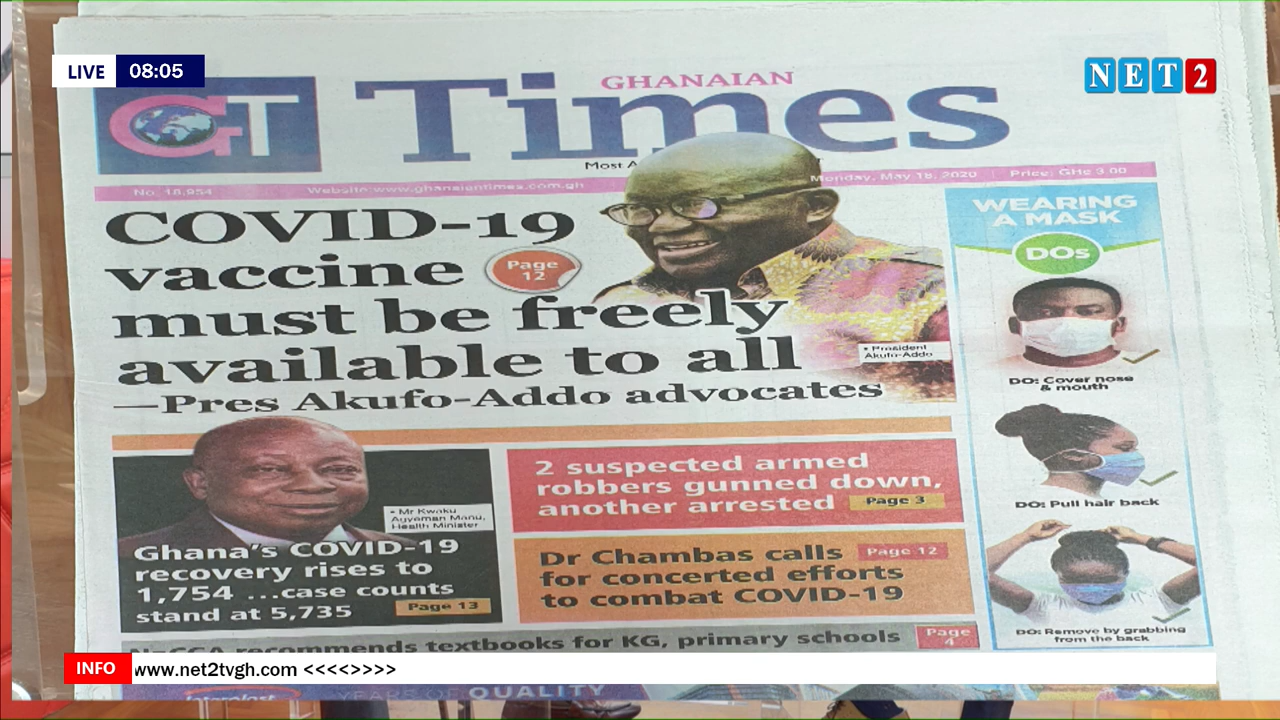 LIVE 08:05
NET2
GT
GHANAIAN
Times
Most
No. 18,954 Website: www.ghanaiantimes.com.gh Monday, May 18, 2020 Price: GH¢ 3.00
COVID-19
vaccine
Page
12
must be freely
available to all
—Pres Akufo-Addo advocates
• President
Akufo-Addo
WEARING
A MASK
DOs
DO: Cover nose
& mouth
DO: Pull hair back
DO: Remove by grabbing
from the back
• Mr Kwaku
Agyeman Manu,
Health Minister
Ghana's COVID-19
recovery rises to
1,754 ...case counts
stand at 5,735 Page 13
2 suspected armed
robbers gunned down,
another arrested Page 3
Dr Chambas calls Page 12
for concerted efforts
to combat COVID-19
NaCCA recommends textbooks for KG, primary schools Page
4
INFO www.net2tvgh.com <<<<>>>>
YEARS OF QUALITY